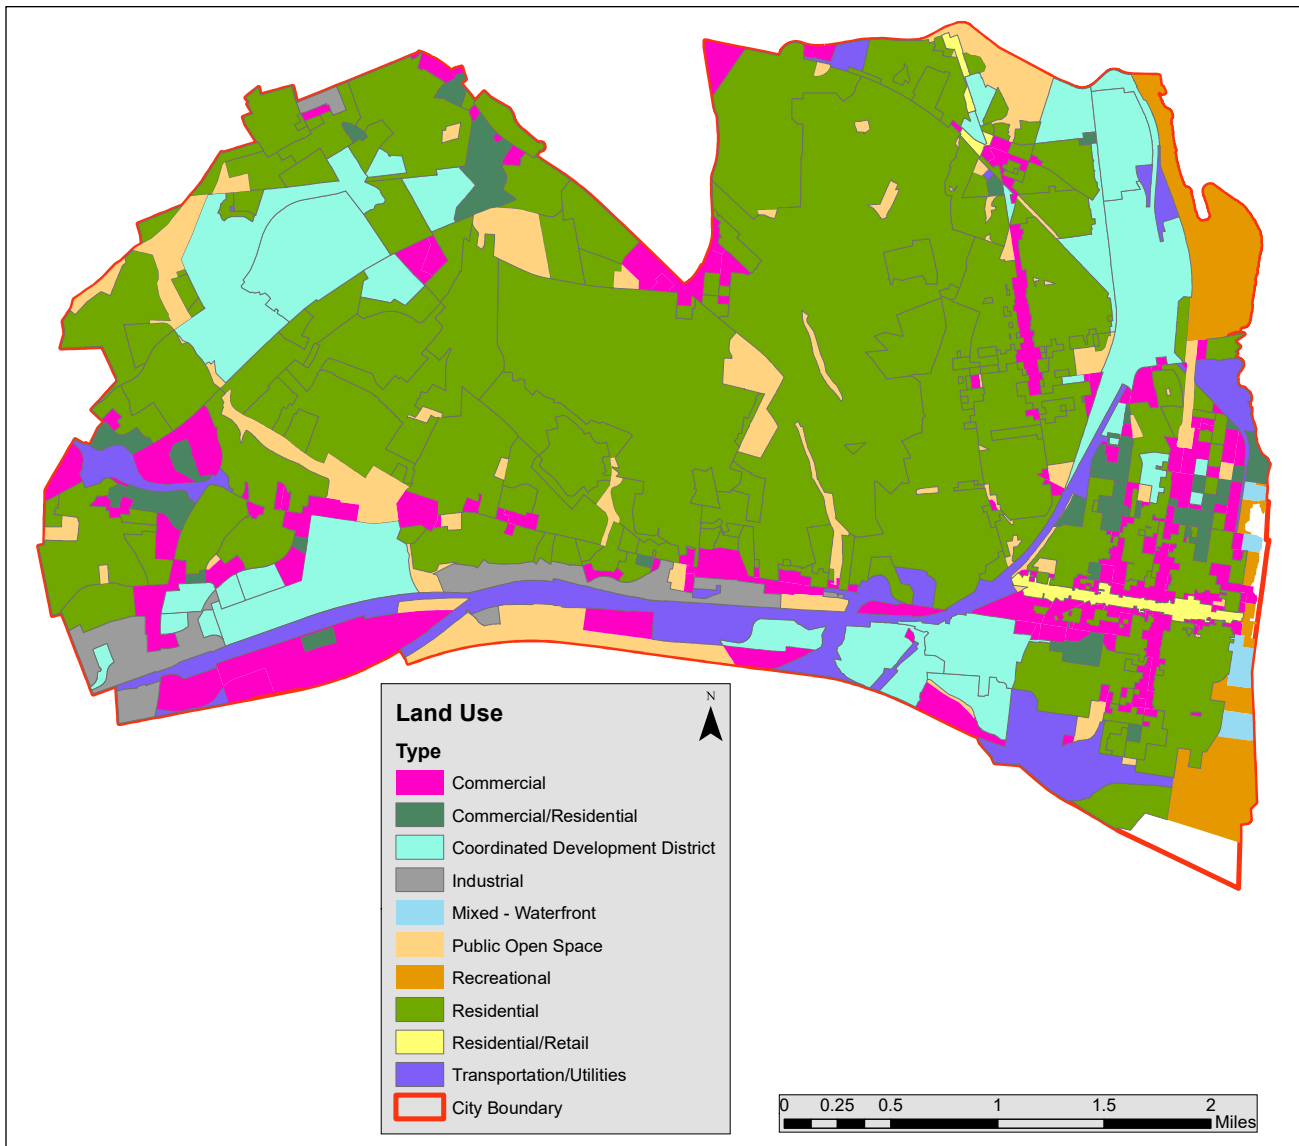 N
Land Use
Type
Commercial
Commercial/Residential
Coordinated Development District
Industrial
Mixed - Waterfront
Public Open Space
Recreational
Residential
Residential/Retail
Transportation/Utilities
City Boundary
0 0.25 0.5 1 1.5 2
Miles